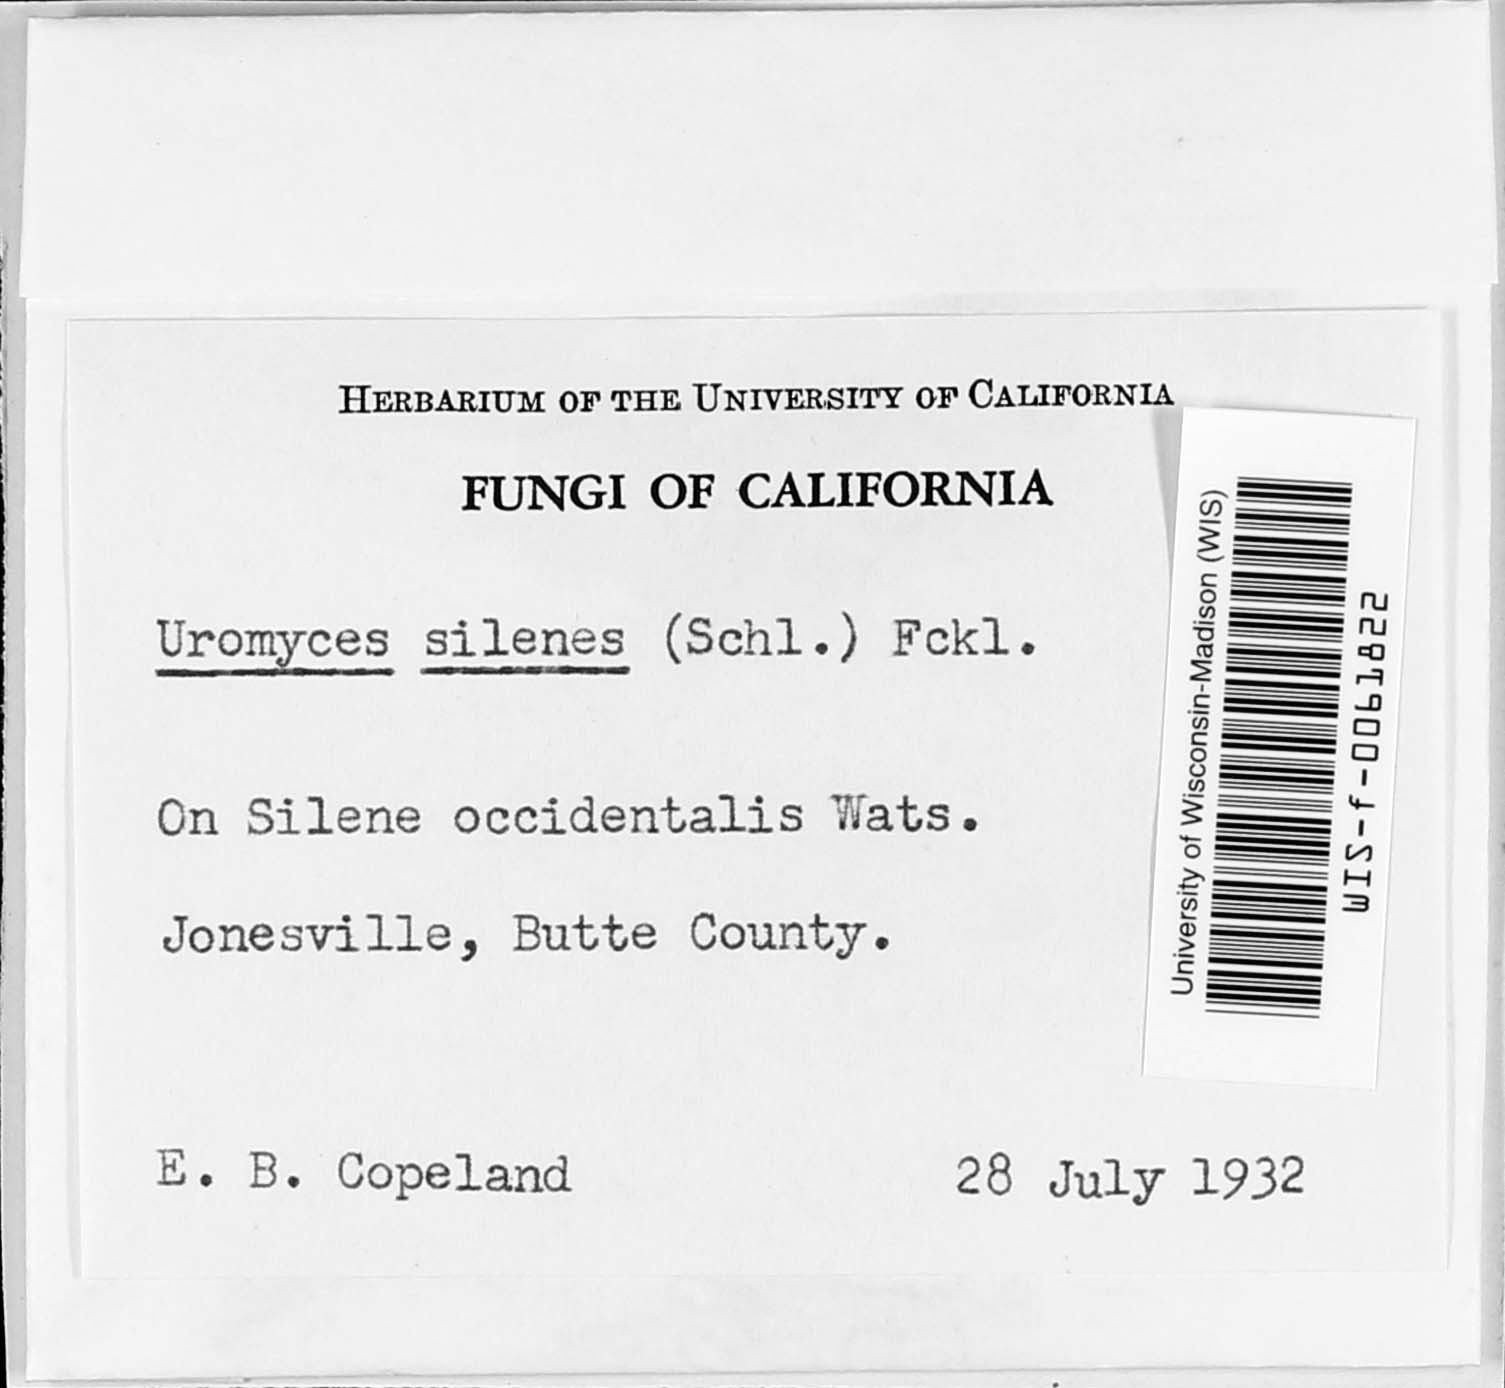 HERBARIUM OF THE UNIVERSITY OF CALIFORNIA
FUNGI OF CALIFORNIA
Uromyces silenes (Schl.) Fckl.
On Silene occidentalis Wats.
Jonesville, Butte County.
E. B. Copeland 28 July 1932
University of Wisconsin-Madison (WIS)
WIS-f-0061822